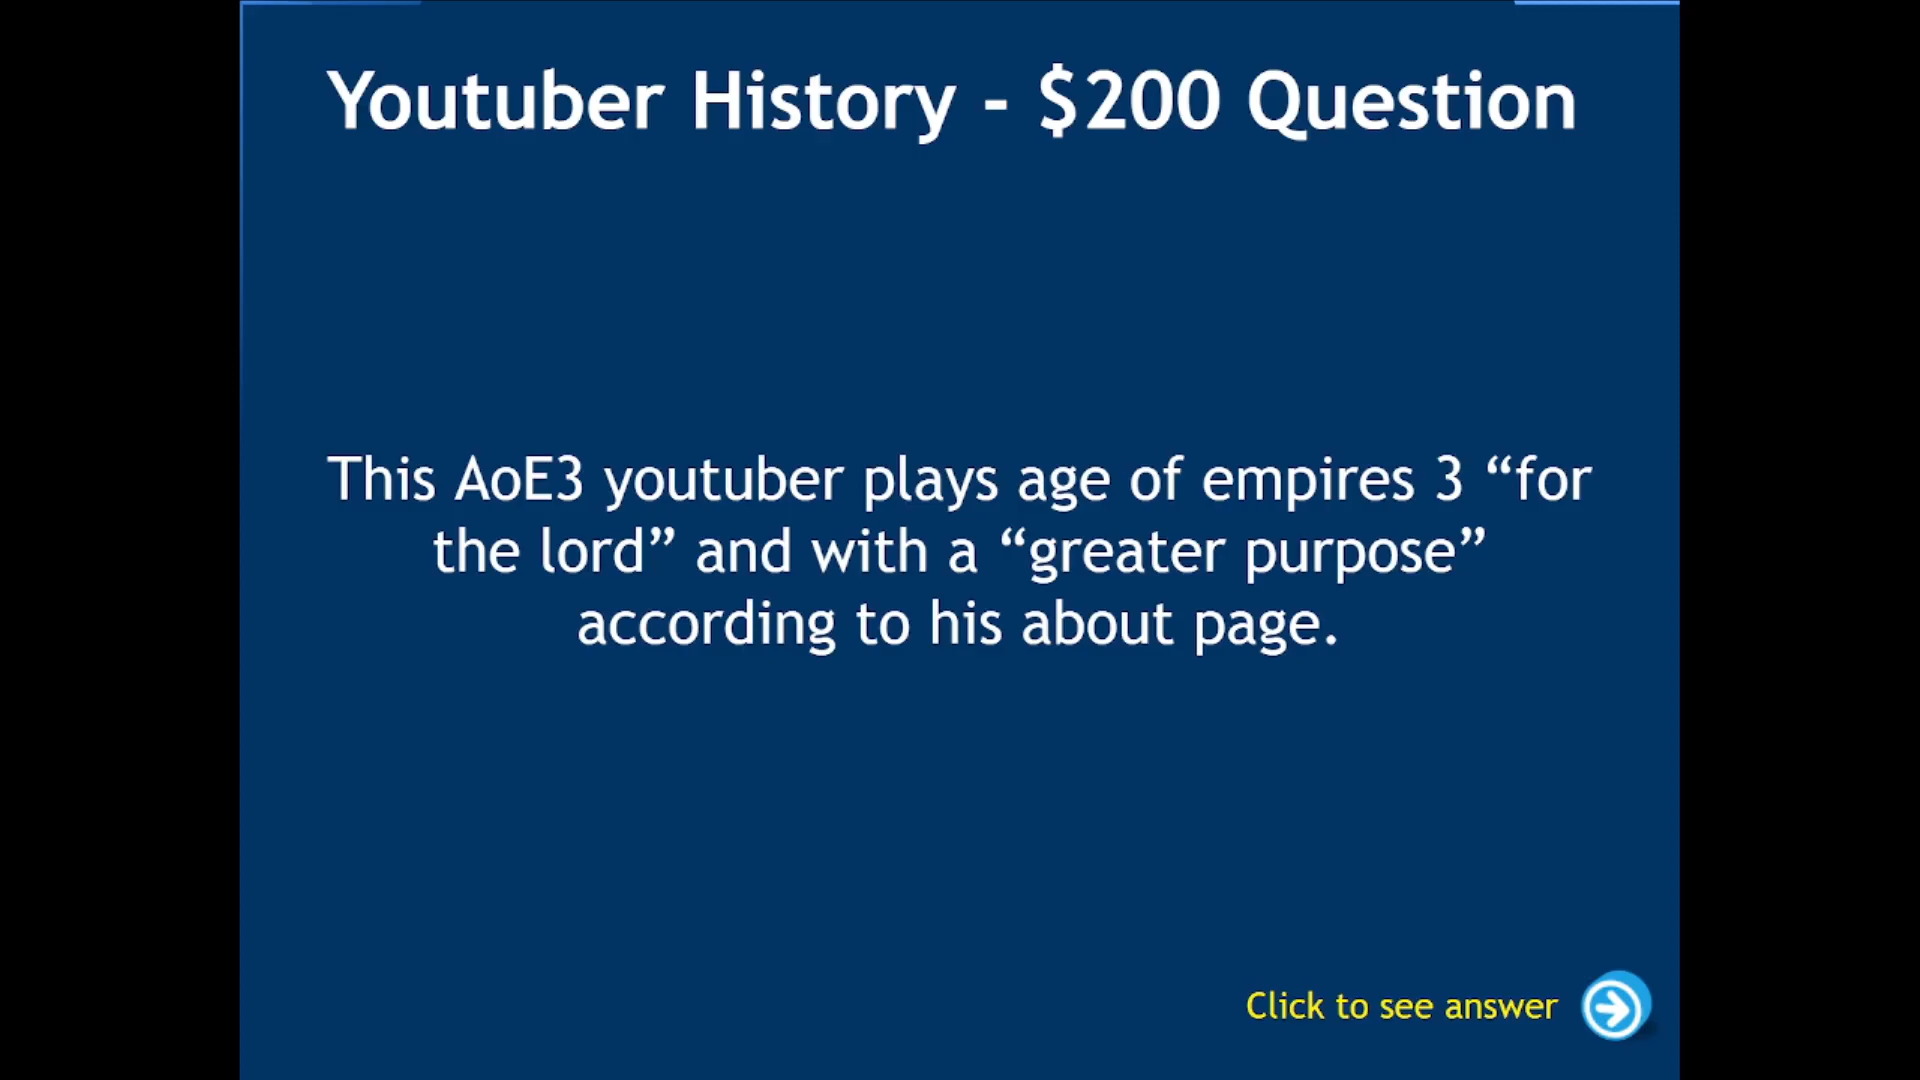 Youtuber History - $200 Question
This AoE3 youtuber plays age of empires 3 “for
the lord” and with a “greater purpose”
according to his about page.
Click to see answer